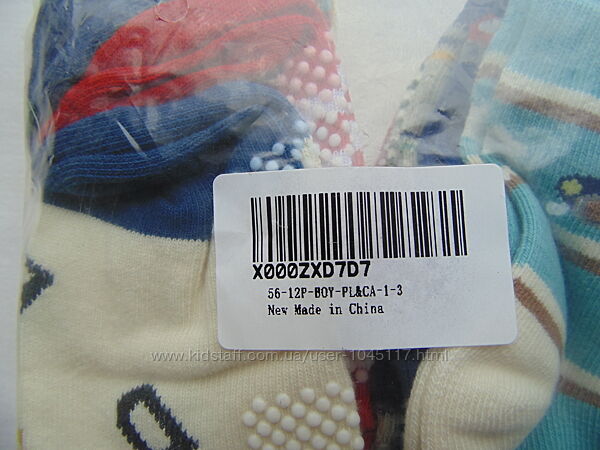 X000ZXD7D7
56-12P-BOY-PL&CA-1-3
New Made in China
www.kidstaff.com.ua/user-1045117.html